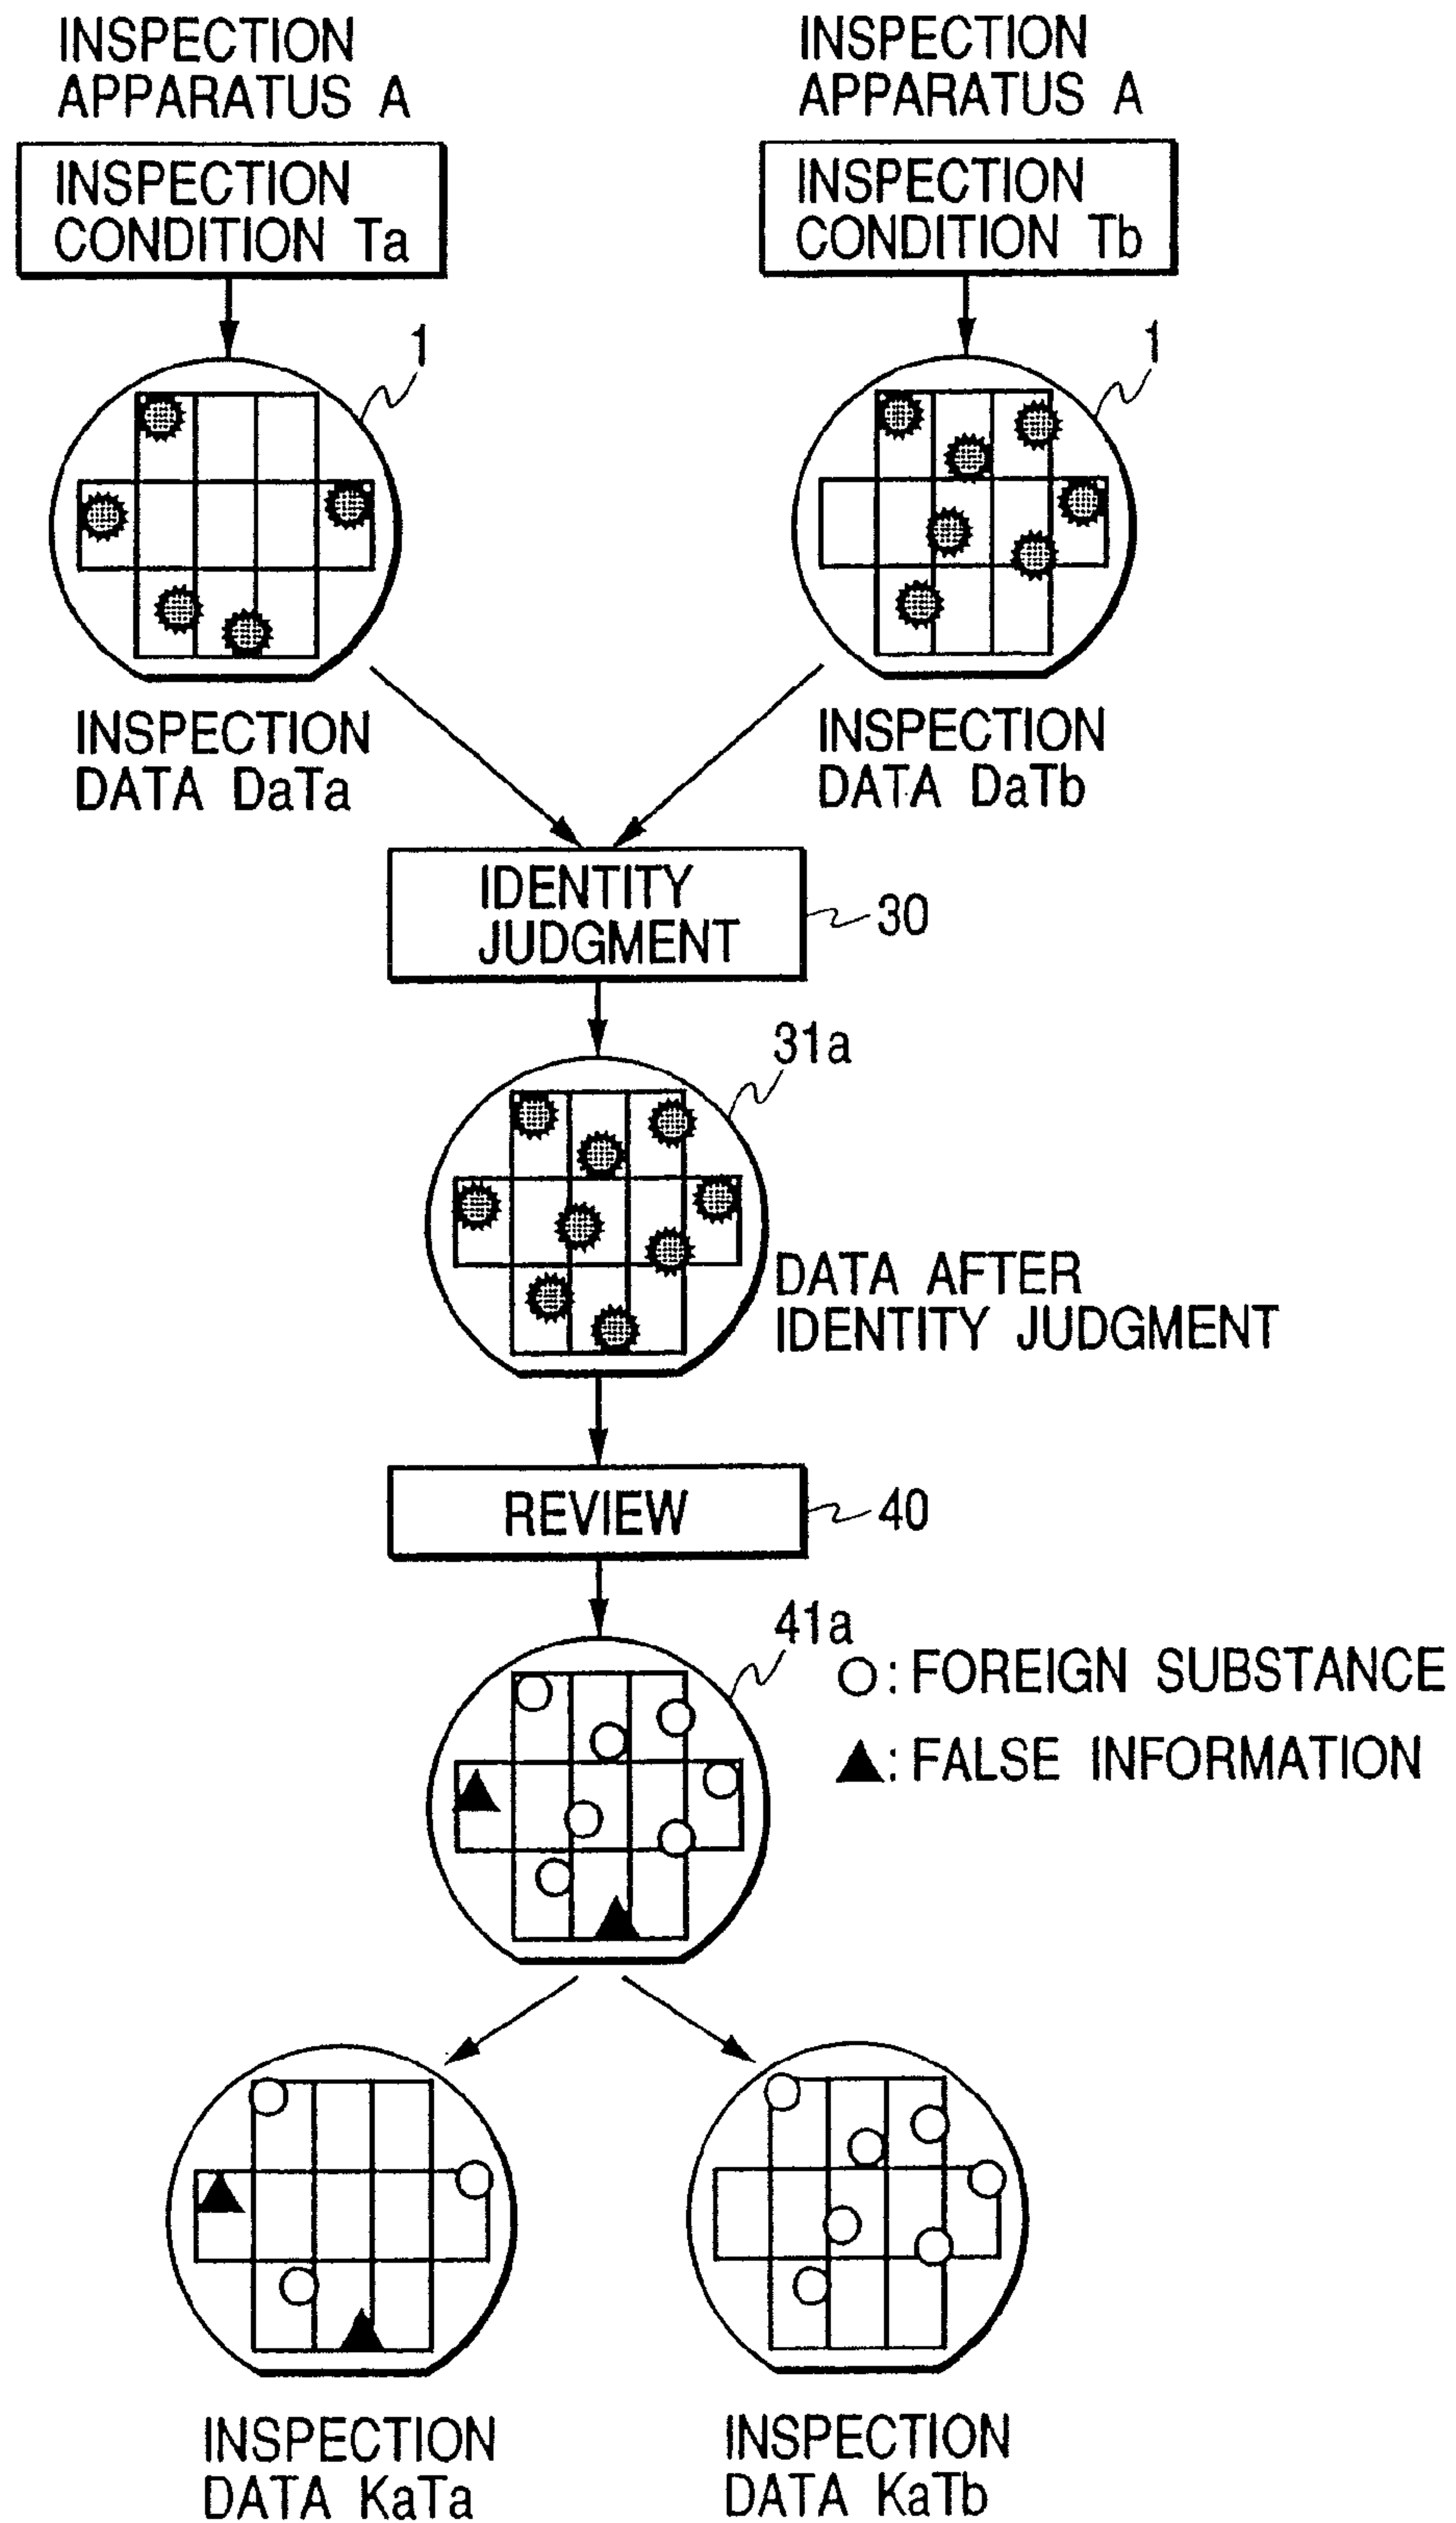 INSPECTION
APPARATUS A
INSPECTION
CONDITION Ta
1
INSPECTION
DATA DaTa
INSPECTION
APPARATUS A
INSPECTION
CONDITION Tb
1
INSPECTION
DATA DaTb
IDENTITY
JUDGMENT
30
31a
DATA AFTER
IDENTITY JUDGMENT
REVIEW
40
41a
: FOREIGN SUBSTANCE
: FALSE INFORMATION
INSPECTION
DATA KaTa
INSPECTION
DATA KaTb